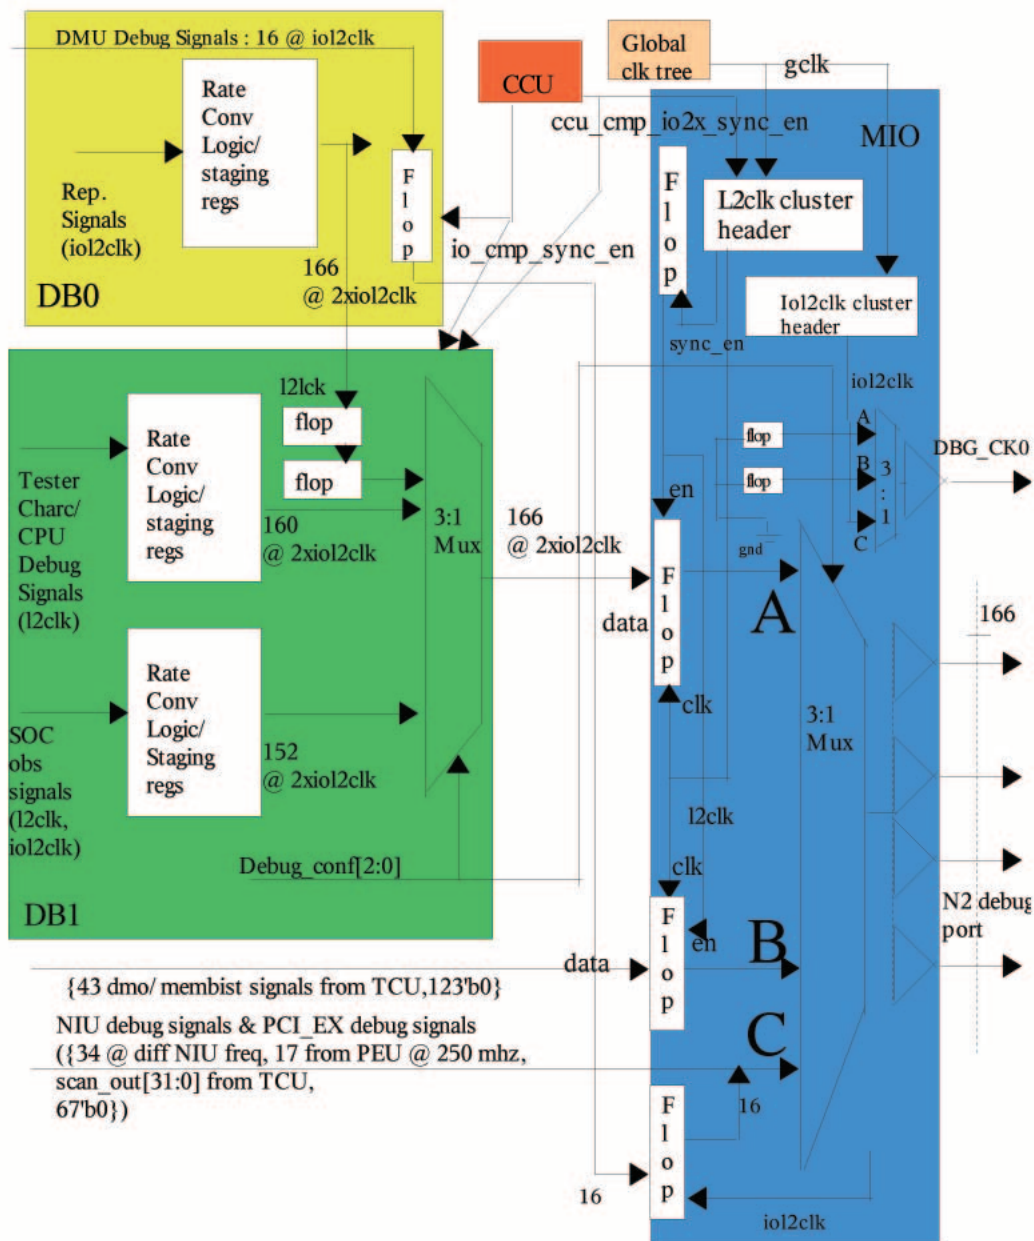 DMU Debug Signals : 16 @ iol2clk
Rate
Conv
Logic/
staging
regs
F
l
o
p
Rep.
Signals
(iol2clk)
166
@ 2xiol2clk
DB0
CCU
Global
clk tree
gclk
ccu_cmp_io2x_sync_en
io_cmp_sync_en
MIO
F
l
o
p
L2clk cluster
header
Iol2clk cluster
header
sync_en
iol2clk
l2lck
flop
flop
Rate
Conv
Logic/
staging
regs
Tester
Charc/
CPU
Debug
Signals
(l2clk)
160
@ 2xiol2clk
3:1
Mux
166
@ 2xiol2clk
Rate
Conv
Logic/
Staging
regs
SOC
obs
signals
(l2clk,
iol2clk)
152
@ 2xiol2clk
Debug_conf[2:0]
DB1
flop
flop
A
B
C
3
:
1
DBG_CK0
en
gnd
F
l
o
p
data
A
clk
3:1
Mux
166
l2clk
clk
F
l
o
p
en
data
B
N2 debug
port
{43 dmo/ membist signals from TCU,123'b0}
NIU debug signals & PCI_EX debug signals
({34 @ diff NIU freq, 17 from PEU @ 250 mhz,
scan_out[31:0] from TCU,
67'b0})
C
16
F
l
o
p
16
iol2clk